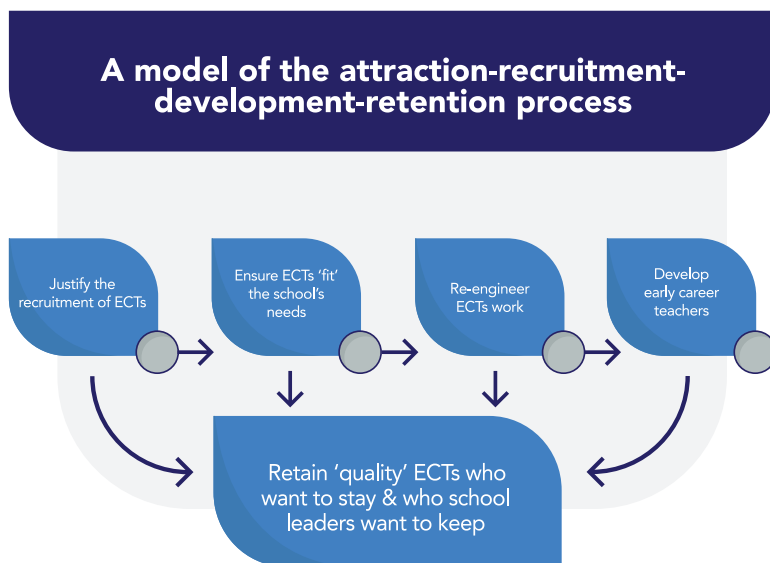 A model of the attraction-recruitment-
development-retention process
Justify the
recruitment of ECTs
Ensure ECTs ‘fit’
the school’s
needs
Re-engineer
ECTs work
Develop
early career
teachers
Retain ‘quality’ ECTs who
want to stay & who school
leaders want to keep